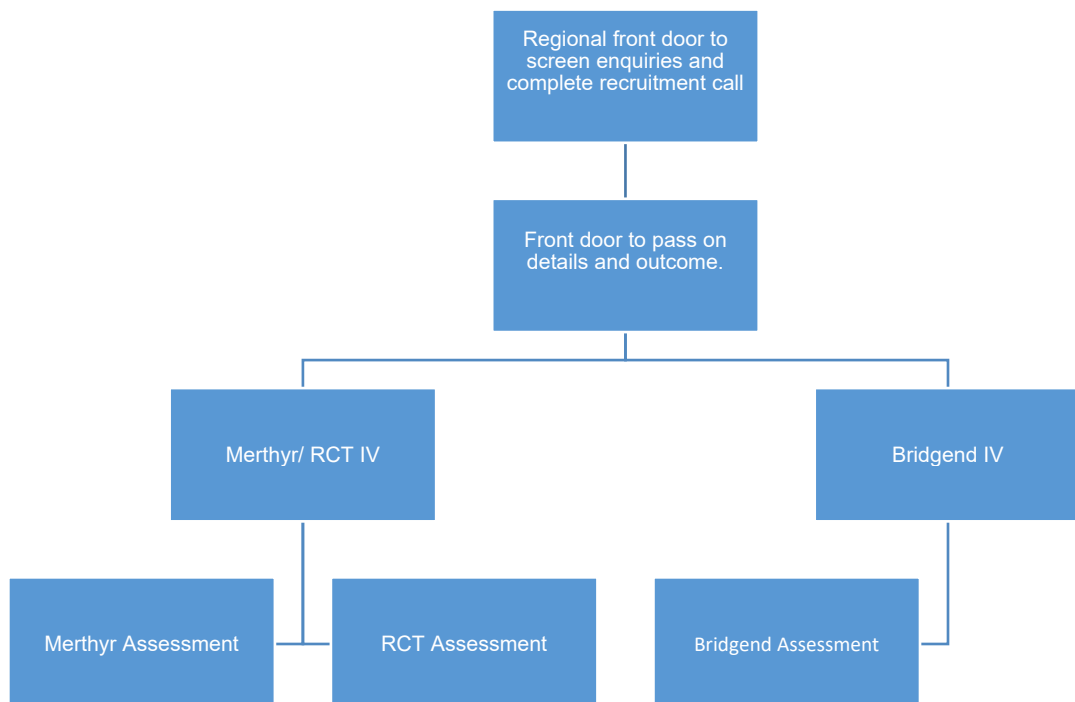 Regional front door to
screen enquiries and
complete recruitment call
Front door to pass on
details and outcome.
Merthyr/ RCT IV
Bridgend IV
Merthyr Assessment
RCT Assessment
Bridgend Assessment